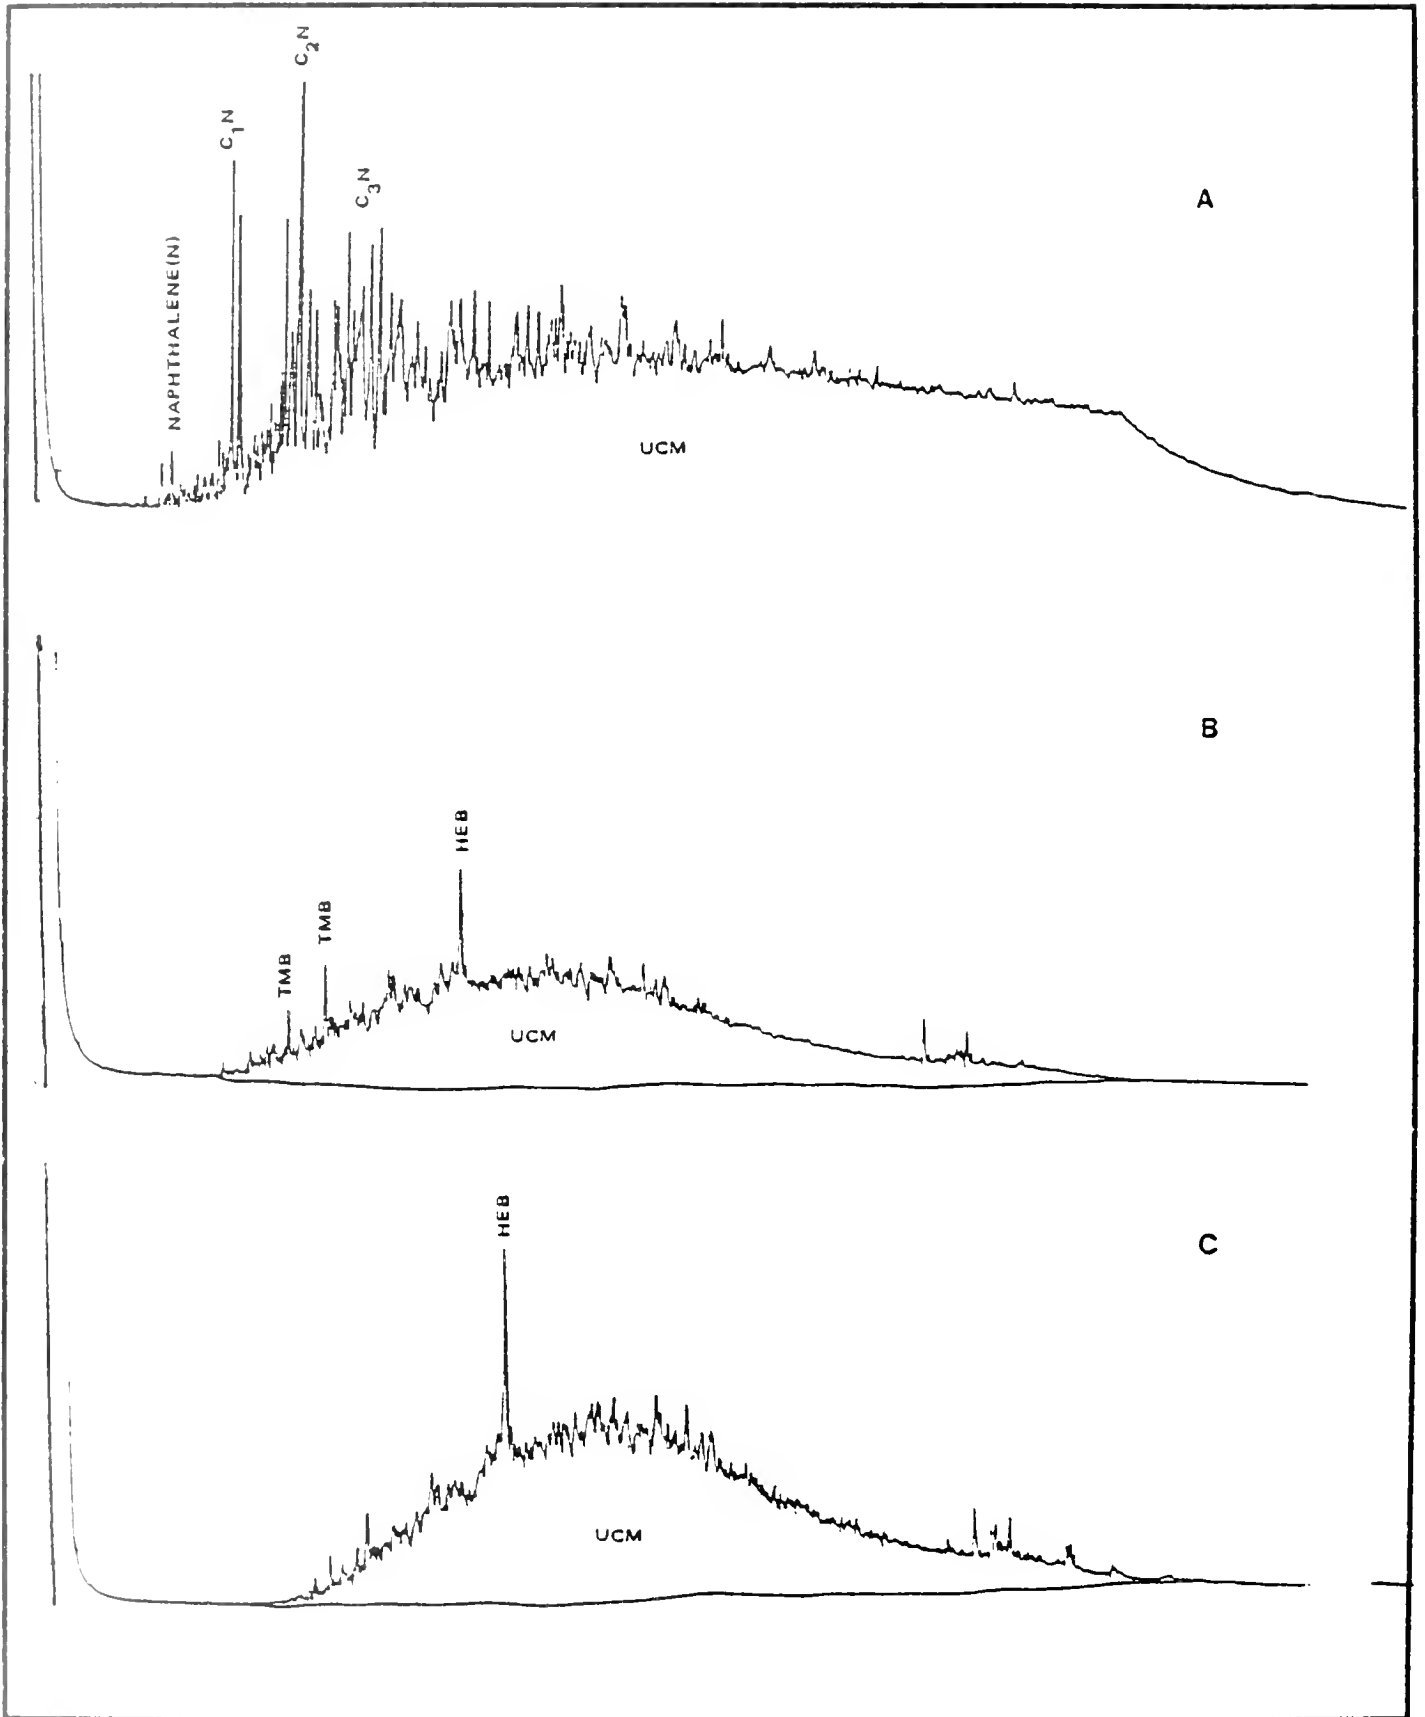 C₂N
C₁N
C₃N
NAPHTHALENE(N)
A
UCM
B
HEB
TMB
TMB
UCM
HEB
C
UCM